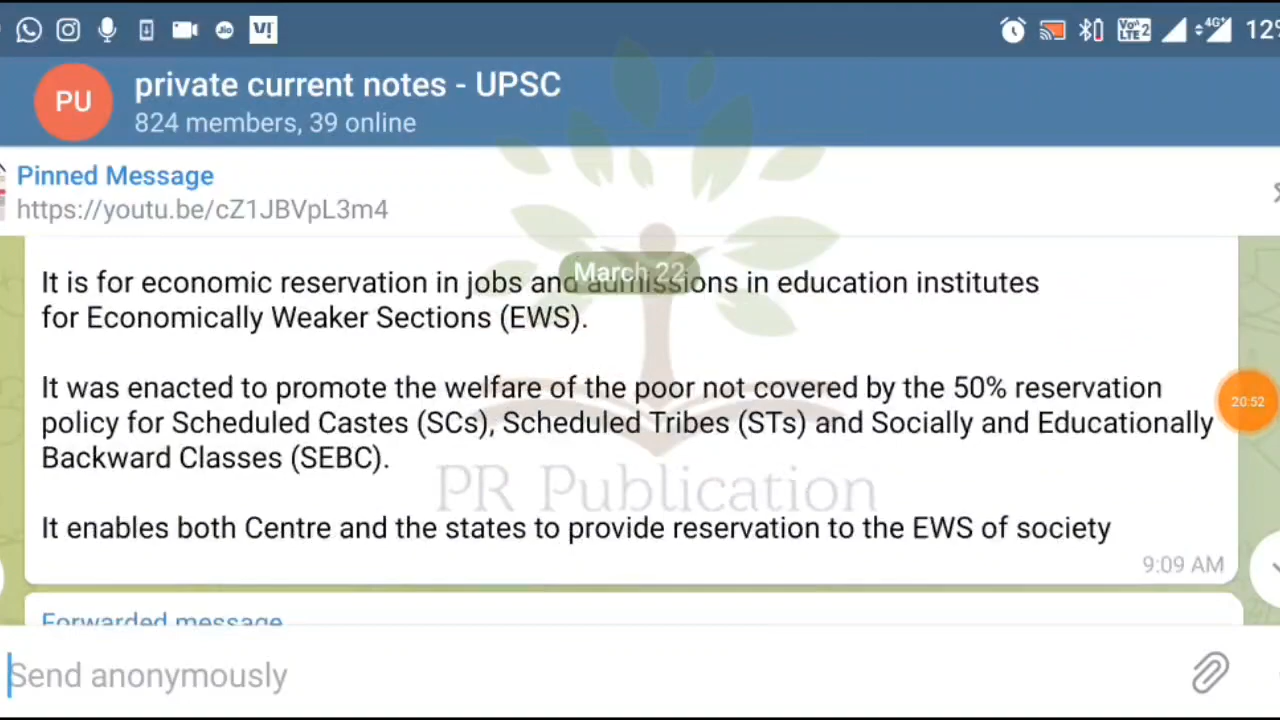 Vo)) LTE 2
4G+
12%
PU
private current notes - UPSC
824 members, 39 online
Pinned Message
https://youtu.be/cZ1JBVpL3m4
March 22
It is for economic reservation in jobs and admissions in education institutes
for Economically Weaker Sections (EWS).
It was enacted to promote the welfare of the poor not covered by the 50% reservation
policy for Scheduled Castes (SCs), Scheduled Tribes (STs) and Socially and Educationally
Backward Classes (SEBC).
20:52
PR Publication
It enables both Centre and the states to provide reservation to the EWS of society
9:09 AM
Forwarded message
Send anonymously